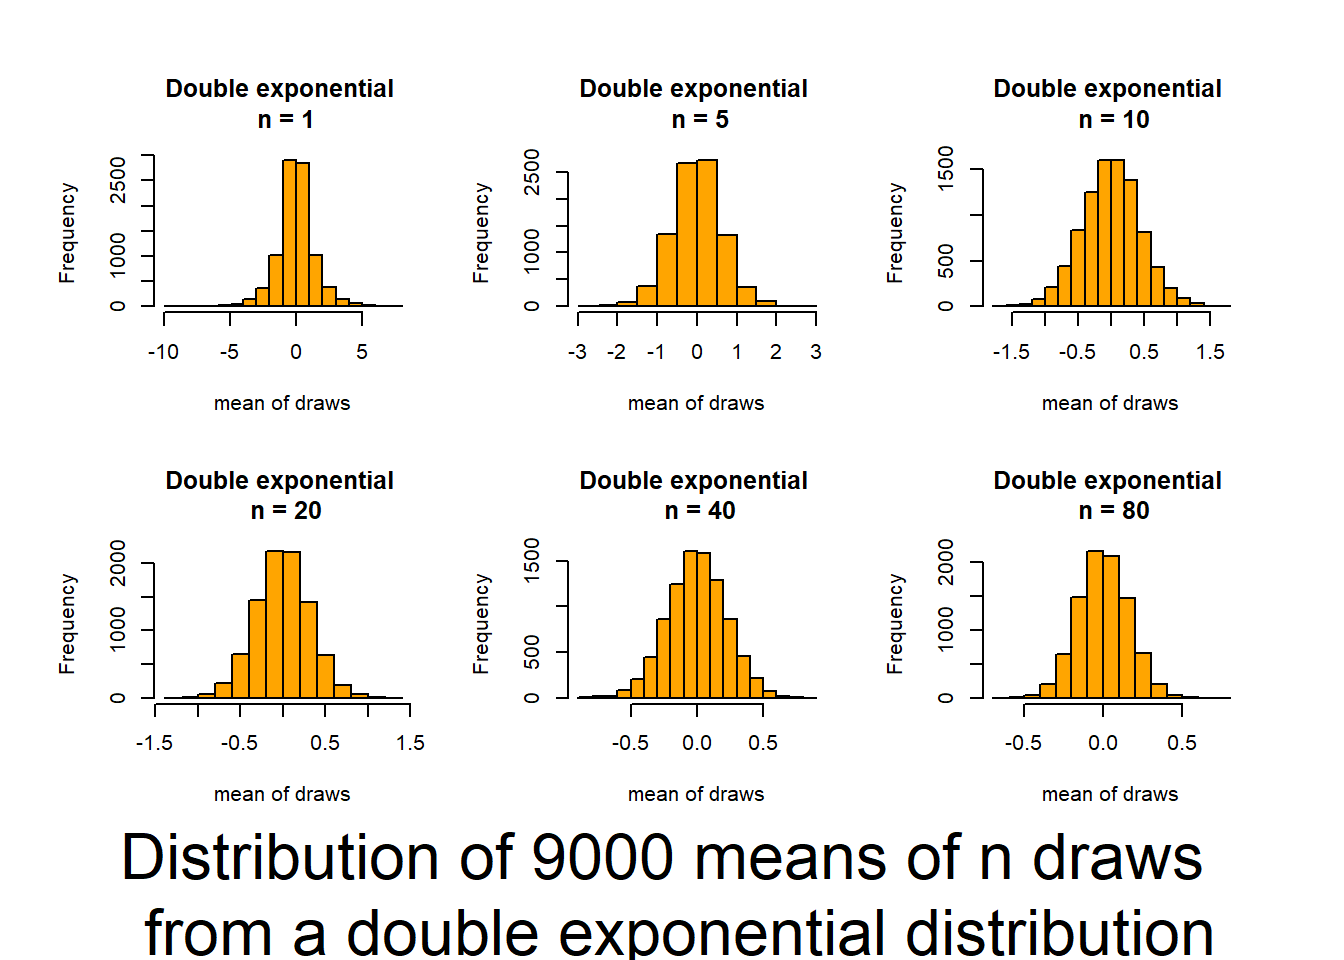 Double exponential
n = 1
Frequency
0
1000
2500
-10 -5 0 5
mean of draws
Double exponential
n = 5
Frequency
0
1000
2500
-3 -2 -1 0 1 2 3
mean of draws
Double exponential
n = 10
Frequency
0
500
1500
-1.5 -0.5 0.5 1.5
mean of draws
Double exponential
n = 20
Frequency
0
1000
2000
-1.5 -0.5 0.5 1.5
mean of draws
Double exponential
n = 40
Frequency
0
500
1500
-0.5 0.0 0.5
mean of draws
Double exponential
n = 80
Frequency
0
1000
2000
-0.5 0.0 0.5
mean of draws
Distribution of 9000 means of n draws
from a double exponential distribution